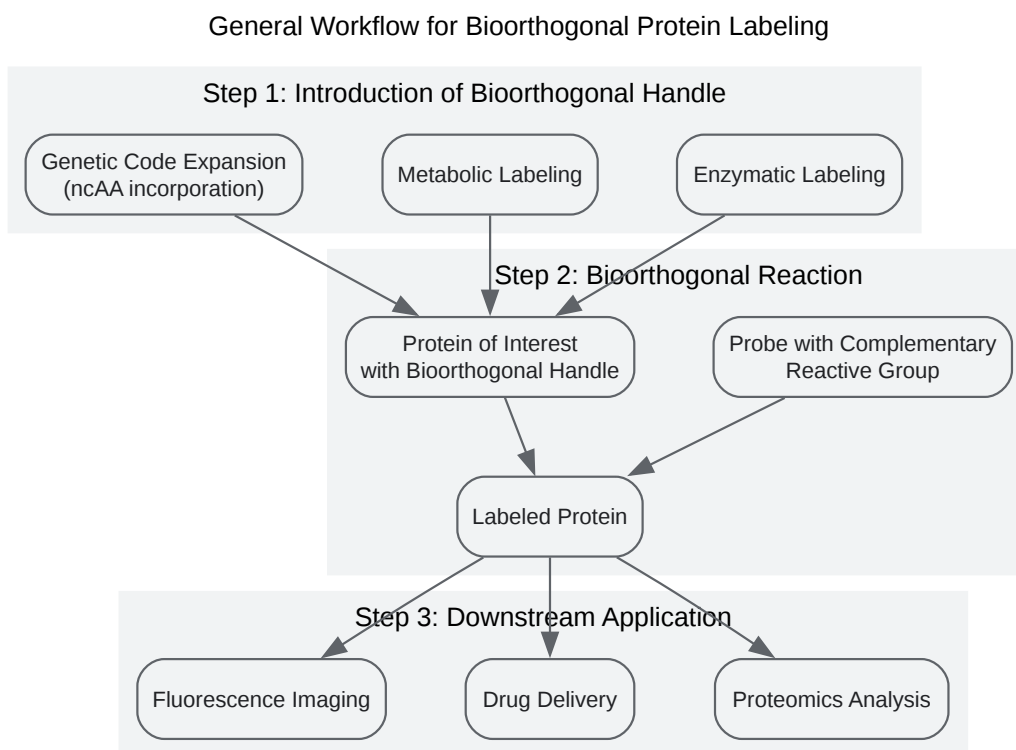 General Workflow for Bioorthogonal Protein Labeling
Step 1: Introduction of Bioorthogonal Handle
Genetic Code Expansion
(ncAA incorporation)
Metabolic Labeling
Enzymatic Labeling
Step 2: Bioorthogonal Reaction
Protein of Interest
with Bioorthogonal Handle
Probe with Complementary
Reactive Group
Labeled Protein
Step 3: Downstream Application
Fluorescence Imaging
Drug Delivery
Proteomics Analysis